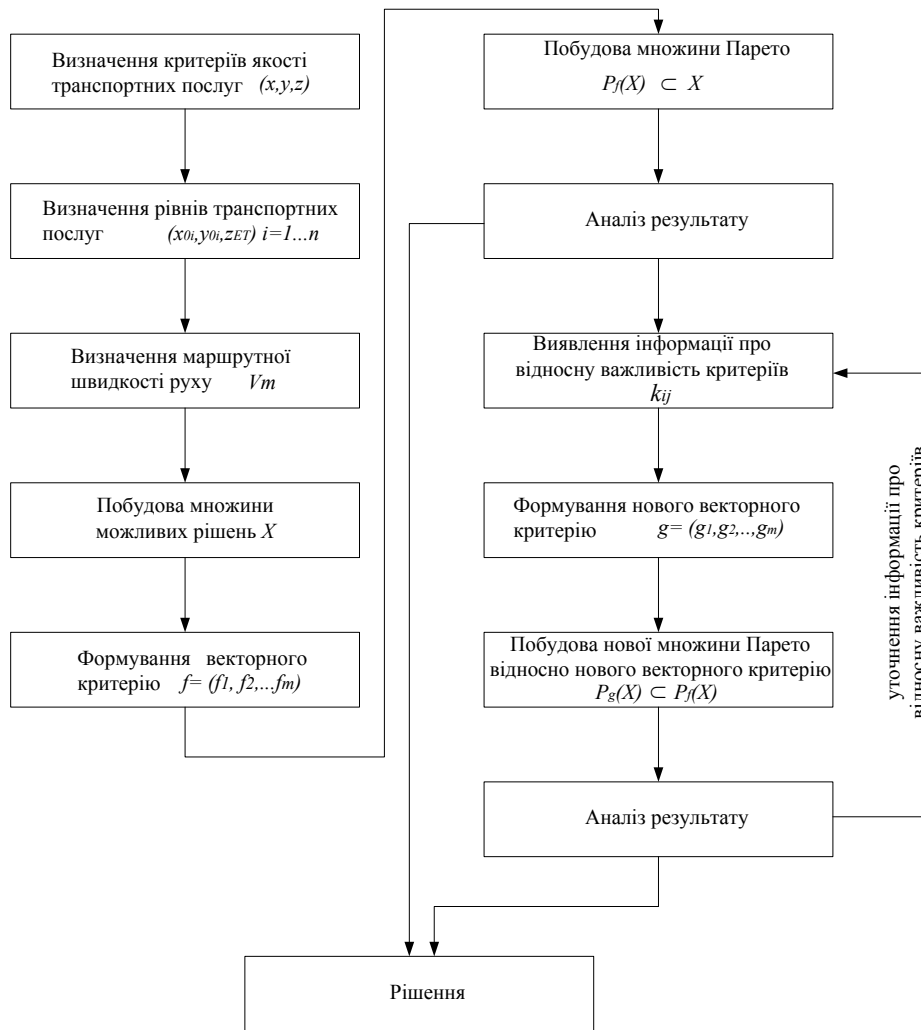 Визначення критеріїв якості
транспортних послуг (x,y,z)
Визначення рівнів транспортних
послуг (x0i,y0i,zET) i=1...n
Визначення маршрутної
швидкості руху Vm
Побудова множини
можливих рішень X
Формування векторного
критерію f= (f1, f2,...fm)
Побудова множини Парето
Pf(X) ⊂ X
Аналіз результату
Виявлення інформації про
відносну важливість критеріїв
kij
Формування нового векторного
критерію g= (g1,g2,..,gm)
Побудова нової множини Парето
відносно нового векторного критерію
Pg(X) ⊂ Pf(X)
Аналіз результату
уточнення інформації про
відносну важливість критеріїв
Рішення